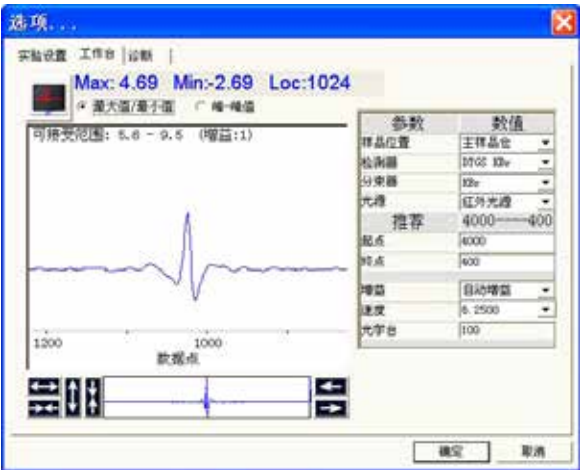 选项...
实验设置 工作台 诊断
Max: 4.69 Min:-2.69 Loc:1024
最大值/最小值 峰-峰值
可接受范围: 5.6 - 9.5 (增益:1)
1200 1000
数据点
参数 数值
样品位置 主样品仓
检测器 DTGS KBr
分束器 KBr
光源 红外光源
推荐 4000----400
起点 4000
终点 400
增益 自动增益
速度 6.2500
光学台 100
确定 取消